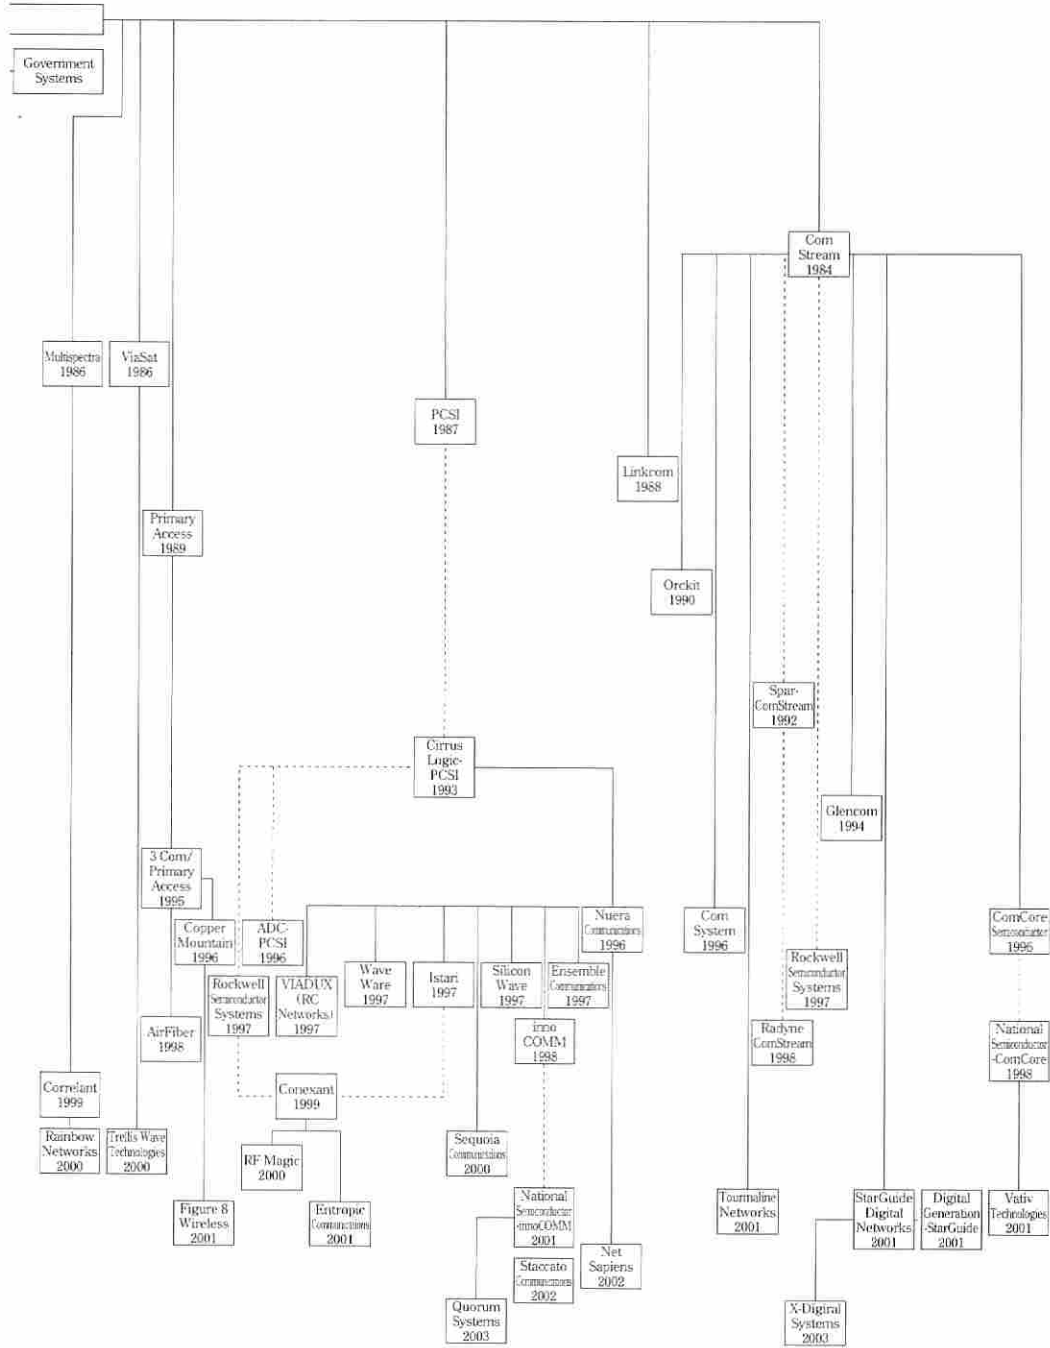 Government
Systems
Com
Stream
1984
Multispectra
1986
ViaSat
1986
PCSI
1987
Linkcom
1988
Primary
Access
1989
Orckit
1990
Spar-
ComStream
1992
Cirrus
Logic-
PCSI
1993
Glencom
1994
3 Com/
Primary
Access
1995
Copper
Mountain
1996
ADC-
PCSI
1996
Nuera
Communications
1996
Com
System
1996
ComCore
Semiconductor
1996
Rockwell
Semiconductor
Systems
1997
VIADUX
(RC
Networks)
1997
Wave
Ware
1997
Istari
1997
Silicon
Wave
1997
Ensemble
Communications
1997
Rockwell
Semiconductor
Systems
1997
AirFiber
1998
inno
COMM
1998
Radyne
ComStream
1998
National
Semiconductor
-ComCore
1998
Correlant
1999
Conexant
1999
Rainbow
Networks
2000
Trellis Wave
Technologies
2000
RF Magic
2000
Sequoia
Communications
2000
Figure 8
Wireless
2001
Entropic
Communications
2001
National
Semiconductor
-innoCOMM
2001
Tourmaline
Networks
2001
StarGuide
Digital
Networks
2001
Digital
Generation
-StarGuide
2001
Vativ
Technologies
2001
Staccato
Communications
2002
Net
Sapiens
2002
Quorum
Systems
2003
X-Digiral
Systems
2003